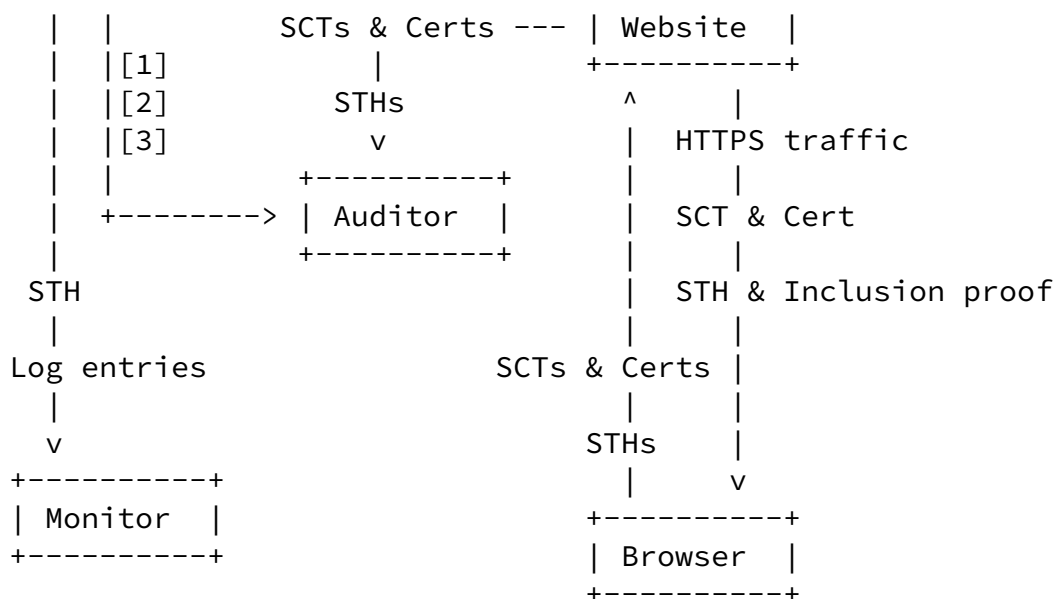 |  |           SCTs & Certs --- | Website  |
|  |[1]           |             +----------+
|  |[2]         STHs              ^      |
|  |[3]           v               |  HTTPS traffic
|  |          +----------+        |      |
|  +--------> | Auditor  |        |  SCT & Cert
|             +----------+        |      |
STH                               |  STH & Inclusion proof
|                                 |      |
Log entries                SCTs & Certs |
|                                 |      |
v                               STHs     |
+----------+                      |      v
| Monitor  |                    +----------+
+----------+                    | Browser  |
+----------+